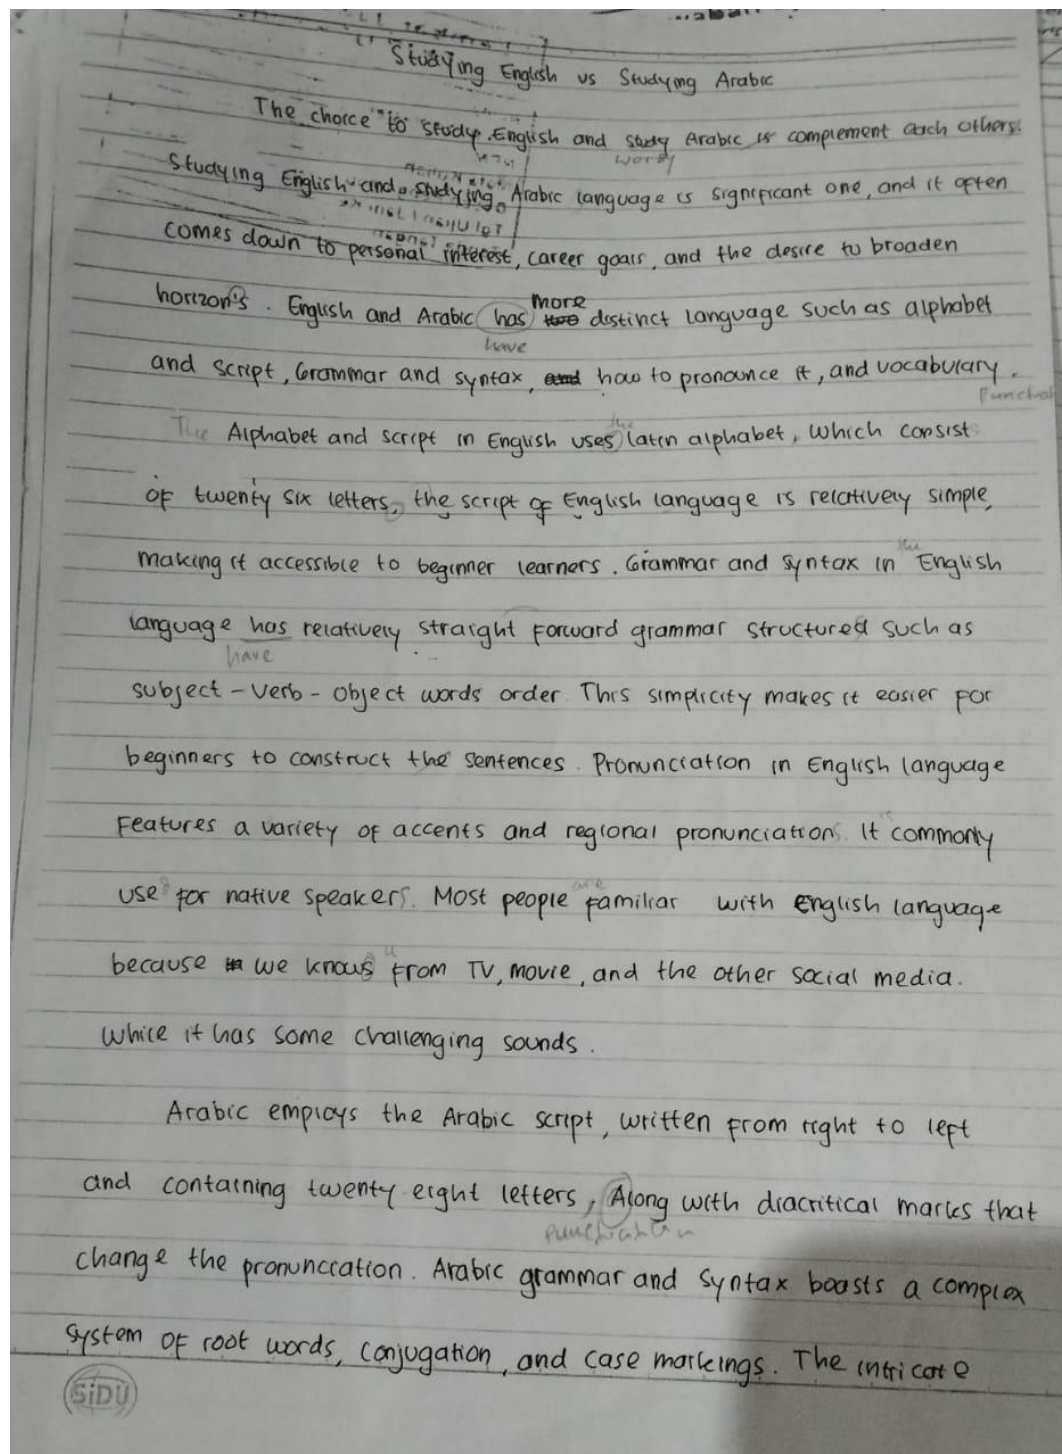 Studying English vs Studying Arabic
The choice to study English and study Arabic is complement each others.
wordy
Studying English and studying Arabic language is significant one, and it often
comes down to personal interest, career goals, and the desire to broaden
horizon's. English and Arabic has more distinct language such as alphabet
have
and script, Grammar and syntax, how to pronounce it, and vocabulary.
The Alphabet and script in English uses the latin alphabet, which consist
of twenty six letters, the script of English language is relatively simple,
making it accessible to beginner learners. Grammar and syntax in the English
language has relatively straight forward grammar structured such as
have
subject - verb - object words order. This simplicity makes it easier for
beginners to construct the sentences. Pronunciation in English language
Features a variety of accents and regional pronunciation. It commonly
use for native speakers. Most people are familiar with English language
because we knows it from TV, movie, and the other social media.
While it has some challenging sounds.
Arabic employs the Arabic script, written from right to left
and containing twenty eight letters, Along with diacritical marks that
punctuation
change the pronunciation. Arabic grammar and syntax boasts a complex
system of root words, conjugation, and case markings. The intricate
SiDU